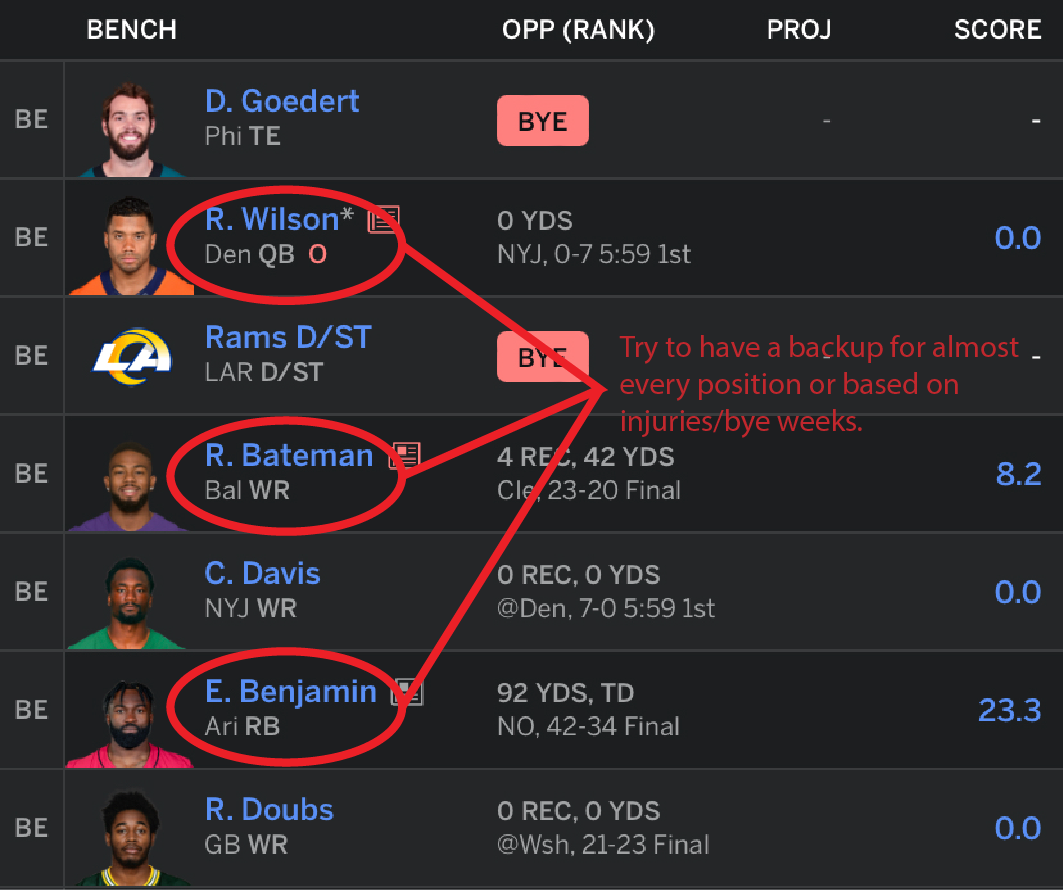 BENCH OPP (RANK) PROJ SCORE
BE D. Goedert BYE - -
Phi TE
BE R. Wilson* 0 YDS 0.0
Den QB O NYJ, 0-7 5:59 1st
BE Rams D/ST BYE - -
LAR D/ST
Try to have a backup for almost
every position or based on
injuries/bye weeks.
BE R. Bateman 4 REC, 42 YDS 8.2
Bal WR Cle, 23-20 Final
BE C. Davis 0 REC, 0 YDS 0.0
NYJ WR @Den, 7-0 5:59 1st
BE E. Benjamin 92 YDS, TD 23.3
Ari RB NO, 42-34 Final
BE R. Doubs 0 REC, 0 YDS 0.0
GB WR @Wsh, 21-23 Final